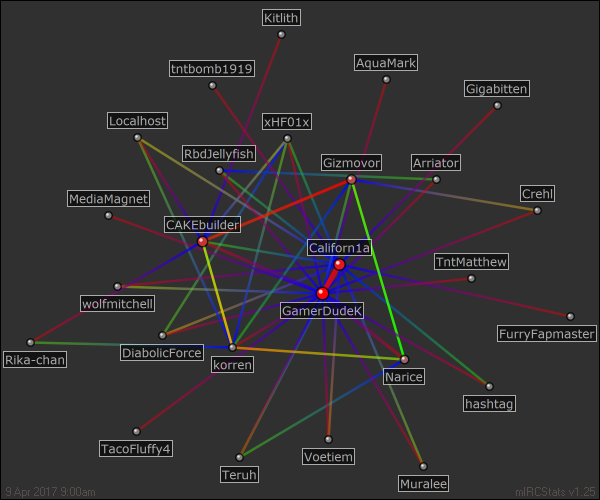 Kitlith
tntbomb1919
AquaMark
Gigabitten
Localhost
xHF01x
RbdJellyfish
Gizmovor
Arriator
MediaMagnet
Crehl
CAKEbuilder
Californ1a
TntMatthew
wolfmitchell
GamerDudeK
FurryFapmaster
Rika-chan
DiabolicForce
korren
Narice
hashtag
TacoFluffy4
Voetiem
Teruh
Muralee
9 Apr 2017 9:00am
mIRCStats v1.25